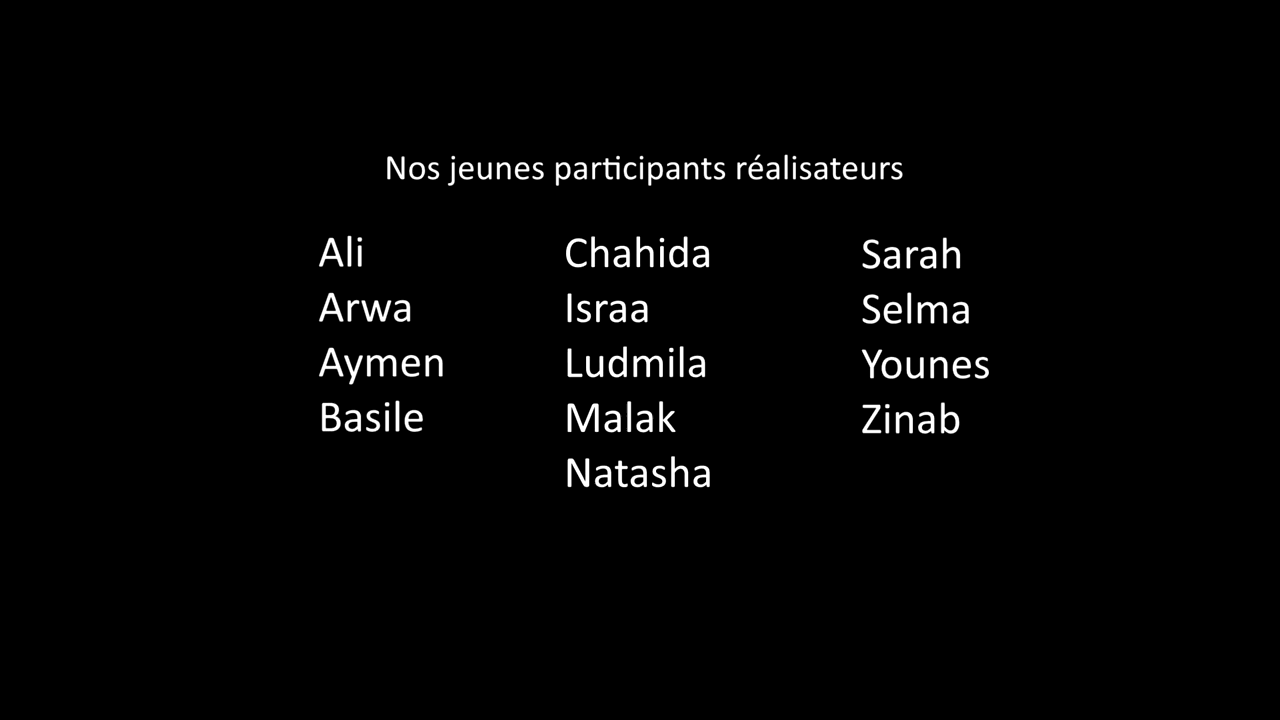 Nos jeunes participants réalisateurs
Ali
Arwa
Aymen
Basile
Chahida
Israa
Ludmila
Malak
Natasha
Sarah
Selma
Younes
Zinab